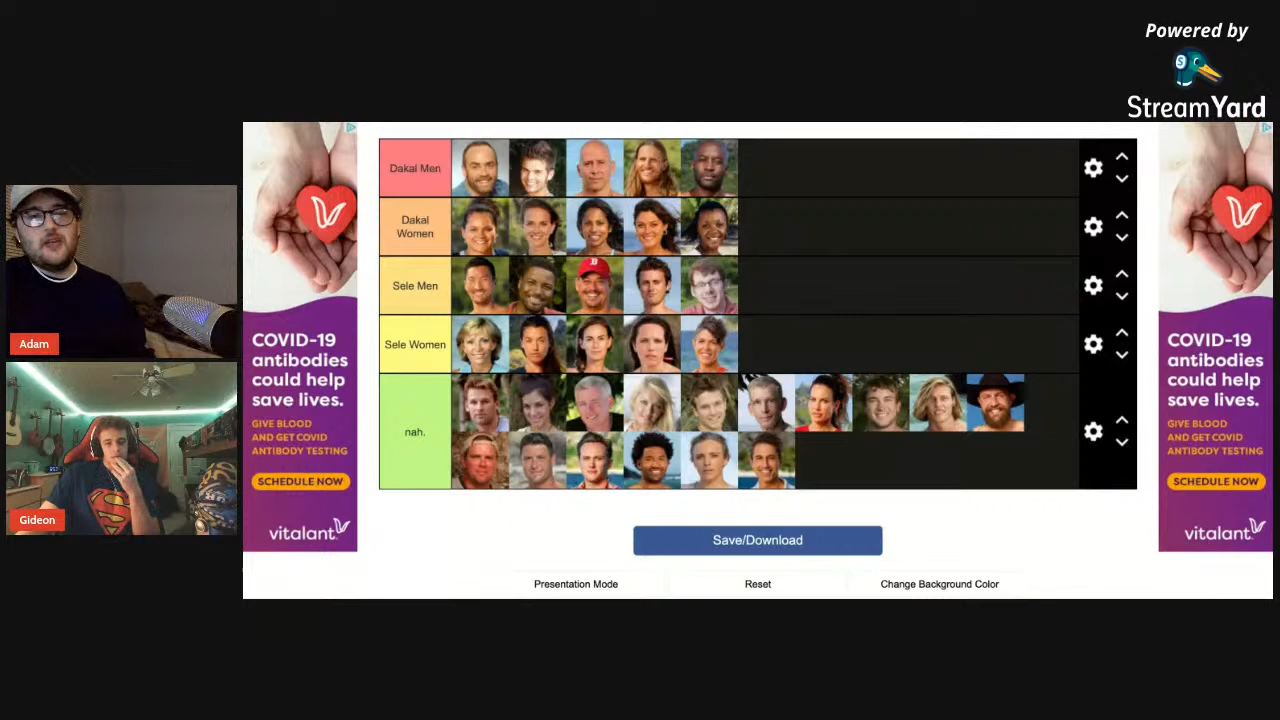 Powered by
StreamYard
Dakal Men
Dakal
Women
Sele Men
B
Sele Women
nah.
Adam
Gideon
COVID-19
antibodies
could help
save lives.
GIVE BLOOD
AND GET COVID
ANTIBODY TESTING
SCHEDULE NOW
vitalant
COVID-19
antibodies
could help
save lives.
GIVE BLOOD
AND GET COVID
ANTIBODY TESTING
SCHEDULE NOW
vitalant
Save/Download
Presentation Mode
Reset
Change Background Color